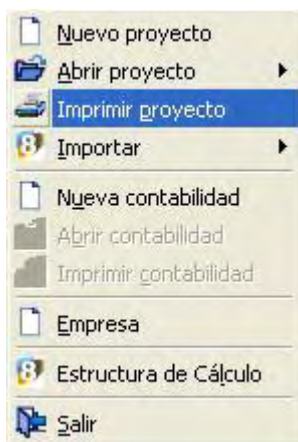 Nuevo proyecto
Abrir proyecto
Imprimir proyecto
Importar
Nueva contabilidad
Abrir contabilidad
Imprimir contabilidad
Empresa
Estructura de Cálculo
Salir